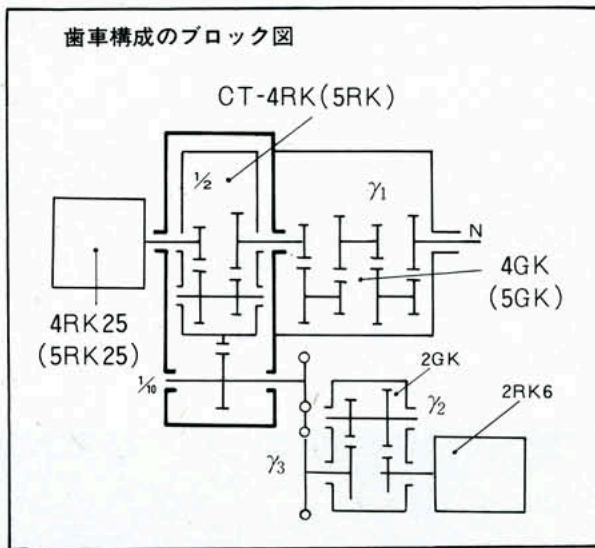 歯車構成のブロック図
CT-4RK(5RK)
1/2
γ1
N
4GK
(5GK)
4RK25
(5RK25)
1/10
2GK
γ2
2RK6
γ3